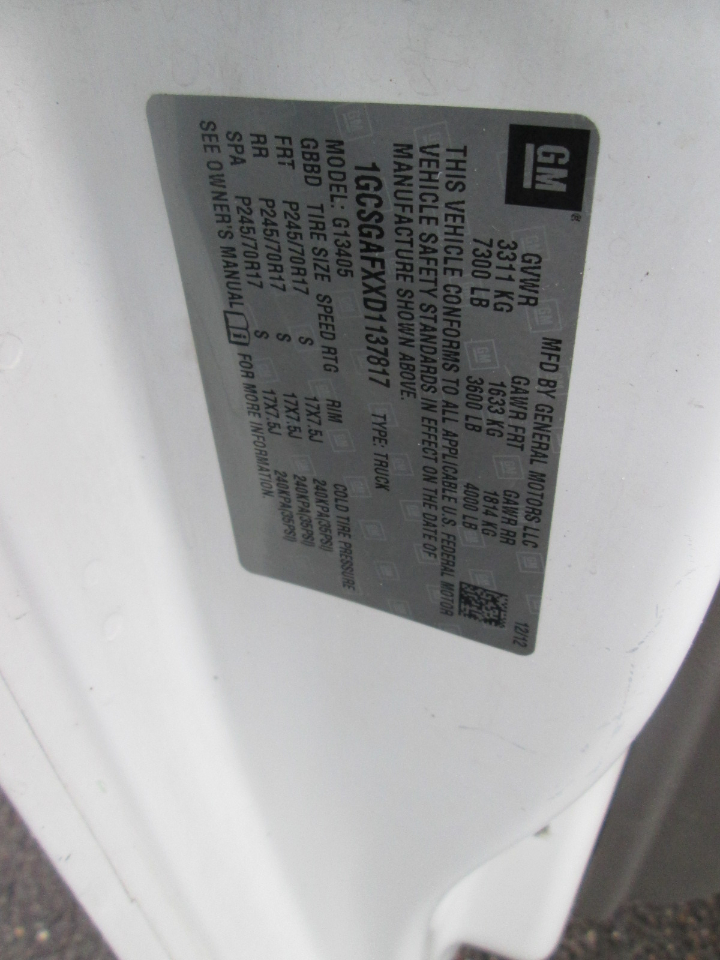 GM
MFD BY GENERAL MOTORS LLC 12/12
GVWR GAWR FRT GAWR RR
3311 KG 1633 KG 1814 KG
7300 LB 3600 LB 4000 LB
THIS VEHICLE CONFORMS TO ALL APPLICABLE U.S. FEDERAL MOTOR
VEHICLE SAFETY STANDARDS IN EFFECT ON THE DATE OF
MANUFACTURE SHOWN ABOVE.
1GCSGAFXXD1137817 TYPE: TRUCK
MODEL: G13405
GBBD TIRE SIZE SPEED RTG RIM COLD TIRE PRESSURE
FRT P245/70R17 S 17X7.5J 240KPA(35PSI)
RR P245/70R17 S 17X7.5J 240KPA(35PSI)
SPA P245/70R17 S 17X7.5J 240KPA(35PSI)
SEE OWNER'S MANUAL FOR MORE INFORMATION.